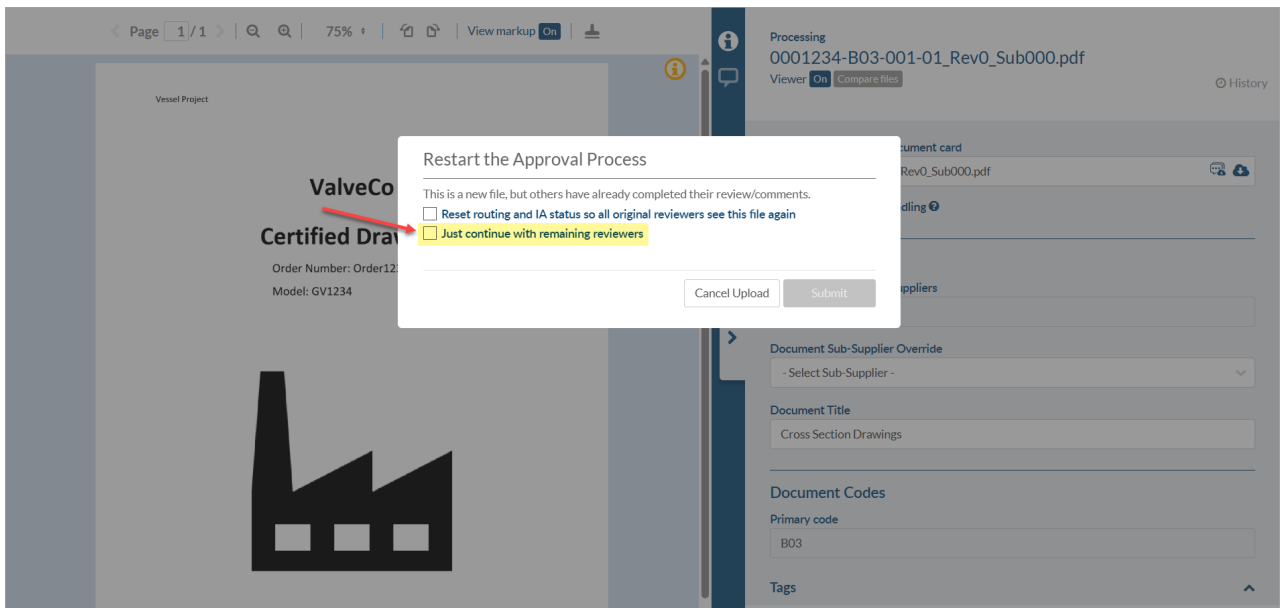 Page 1 / 1 75% View markup On
Vessel Project
ValveCo
Certified Dra
Order Number: Order12
Model: GV1234
Processing
0001234-B03-001-01_Rev0_Sub000.pdf
Viewer On Compare files
History
Restart the Approval Process
This is a new file, but others have already completed their review/comments.
Reset routing and IA status so all original reviewers see this file again
Just continue with remaining reviewers
Cancel Upload Submit
cument card
Rev0_Sub000.pdf
dling
ppliers
Document Sub-Supplier Override
- Select Sub-Supplier -
Document Title
Cross Section Drawings
Document Codes
Primary code
B03
Tags